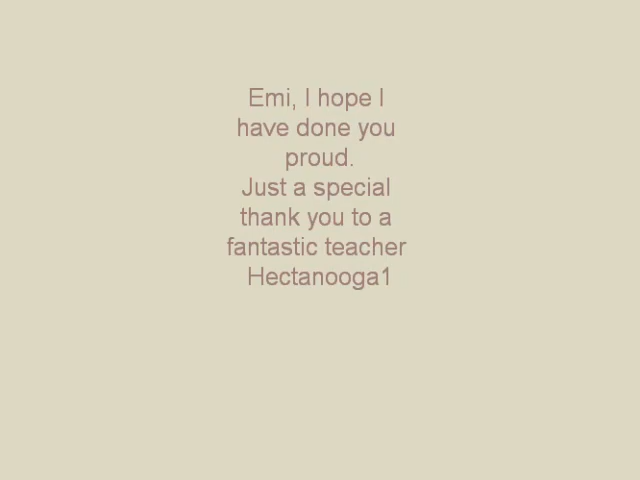 Emi, I hope I
have done you
proud.
Just a special
thank you to a
fantastic teacher
Hectanooga1